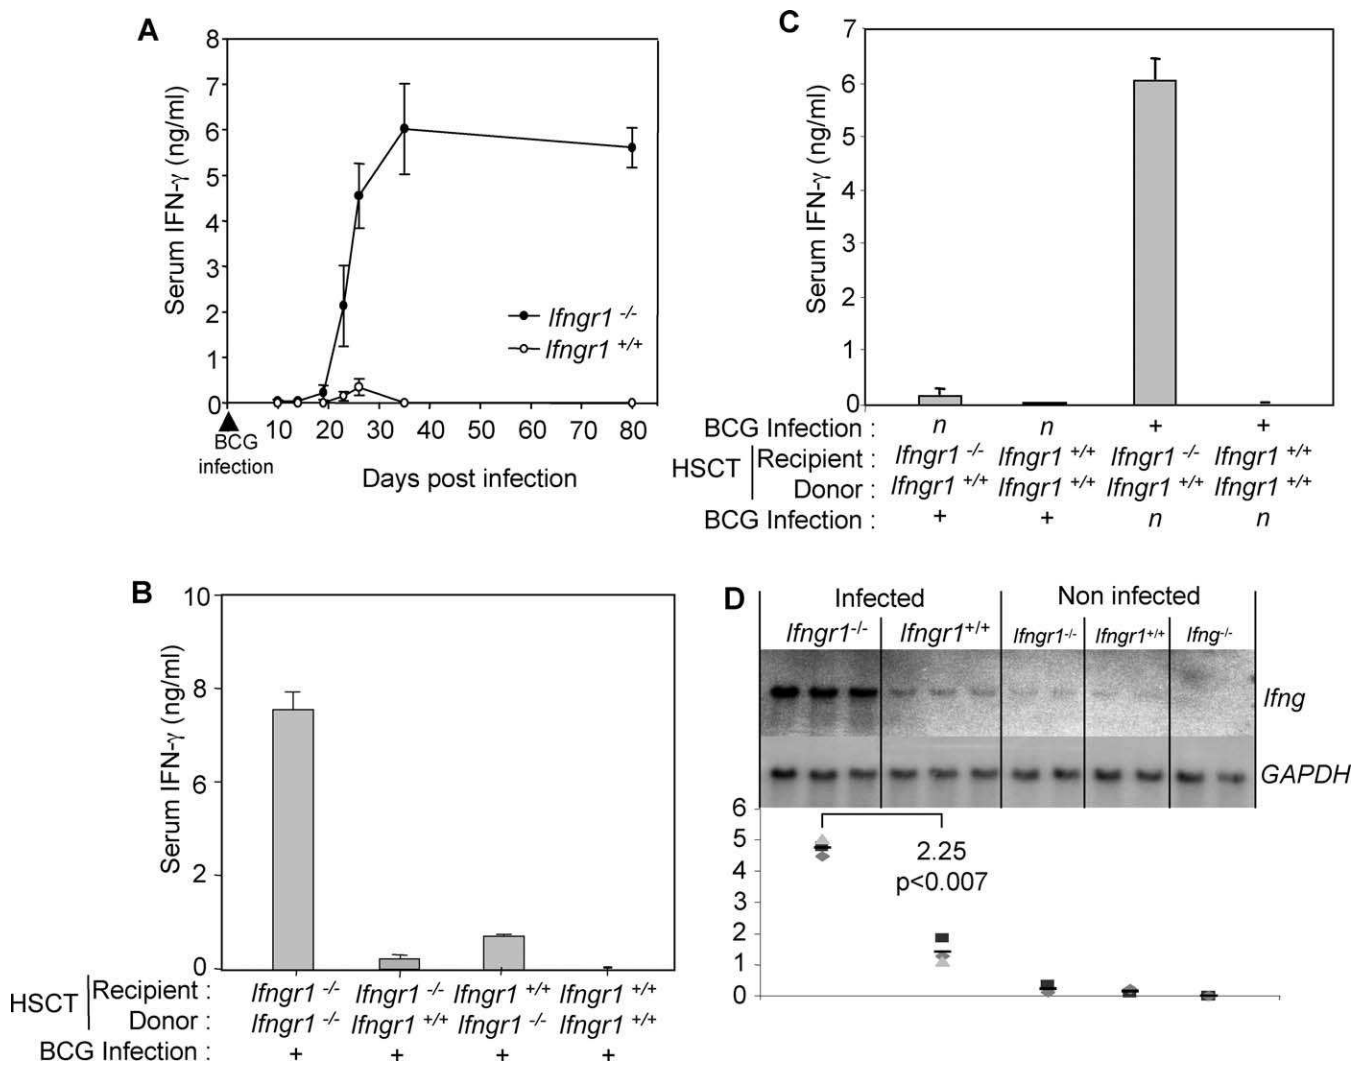 A
8
7
6
5
4
3
2
1
0
Serum IFN-γ (ng/ml)
Ifngr1 -/-
Ifngr1 +/+
BCG
infection
10 20 30 40 50 60 70 80
Days post infection
C
7
6
5
4
3
2
1
0
Serum IFN-γ (ng/ml)
BCG Infection : n n + +
HSCT
Recipient : Ifngr1 -/- Ifngr1 +/+ Ifngr1 -/- Ifngr1 +/+
Donor : Ifngr1 +/+ Ifngr1 +/+ Ifngr1 +/+ Ifngr1 +/+
BCG Infection : + + n n
B
10
8
6
4
2
0
Serum IFN-γ (ng/ml)
HSCT
Recipient : Ifngr1 -/- Ifngr1 -/- Ifngr1 +/+ Ifngr1 +/+
Donor : Ifngr1 -/- Ifngr1 +/+ Ifngr1 -/- Ifngr1 +/+
BCG Infection : + + + +
D
Infected Non infected
Ifngr1-/- Ifngr1+/+ Ifngr1-/- Ifngr1+/+ Ifng-/-
Ifng
GAPDH
6
5
4
3
2
1
0
2.25
p<0.007